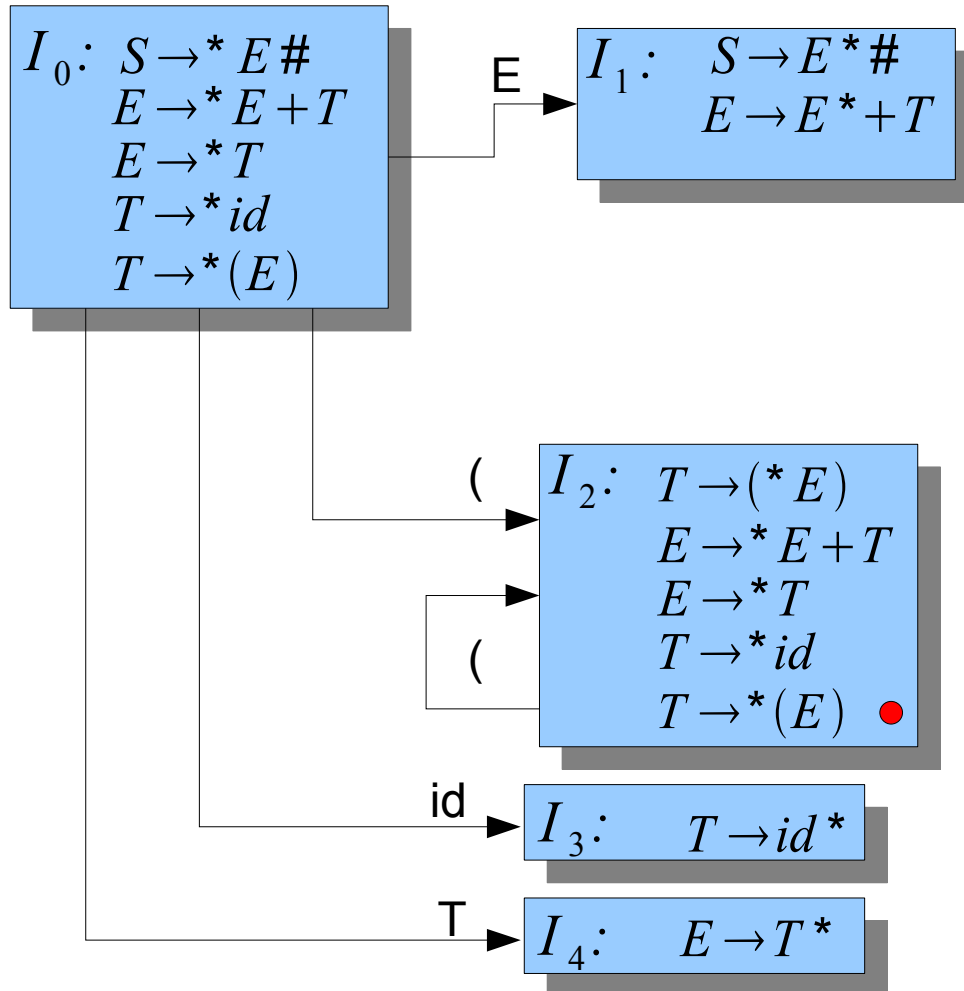 I0: S→*E#
E→*E+T
E→*T
T→*id
T→*(E)
E
I1: S→E*#
E→E*+T
(
I2: T→(*E)
E→*E+T
E→*T
T→*id
T→*(E)
(
id
I3: T→id*
T
I4: E→T*